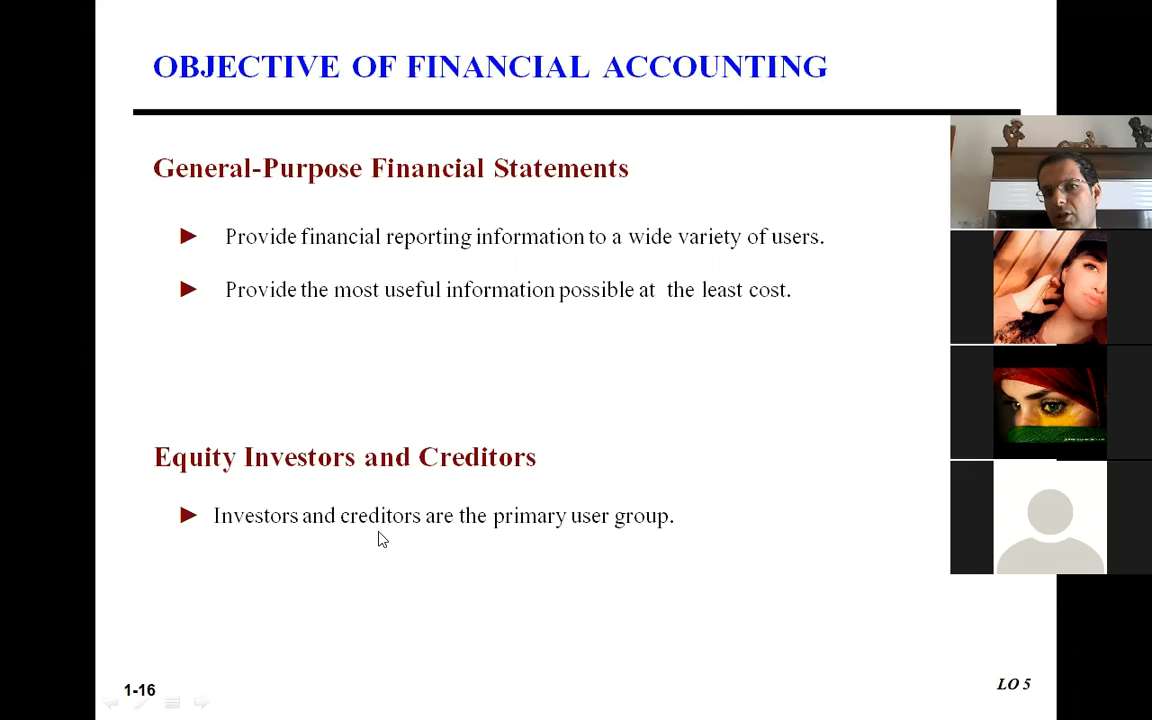 OBJECTIVE OF FINANCIAL ACCOUNTING
General-Purpose Financial Statements
► Provide financial reporting information to a wide variety of users.
► Provide the most useful information possible at the least cost.
Equity Investors and Creditors
► Investors and creditors are the primary user group.
1-16
LO 5